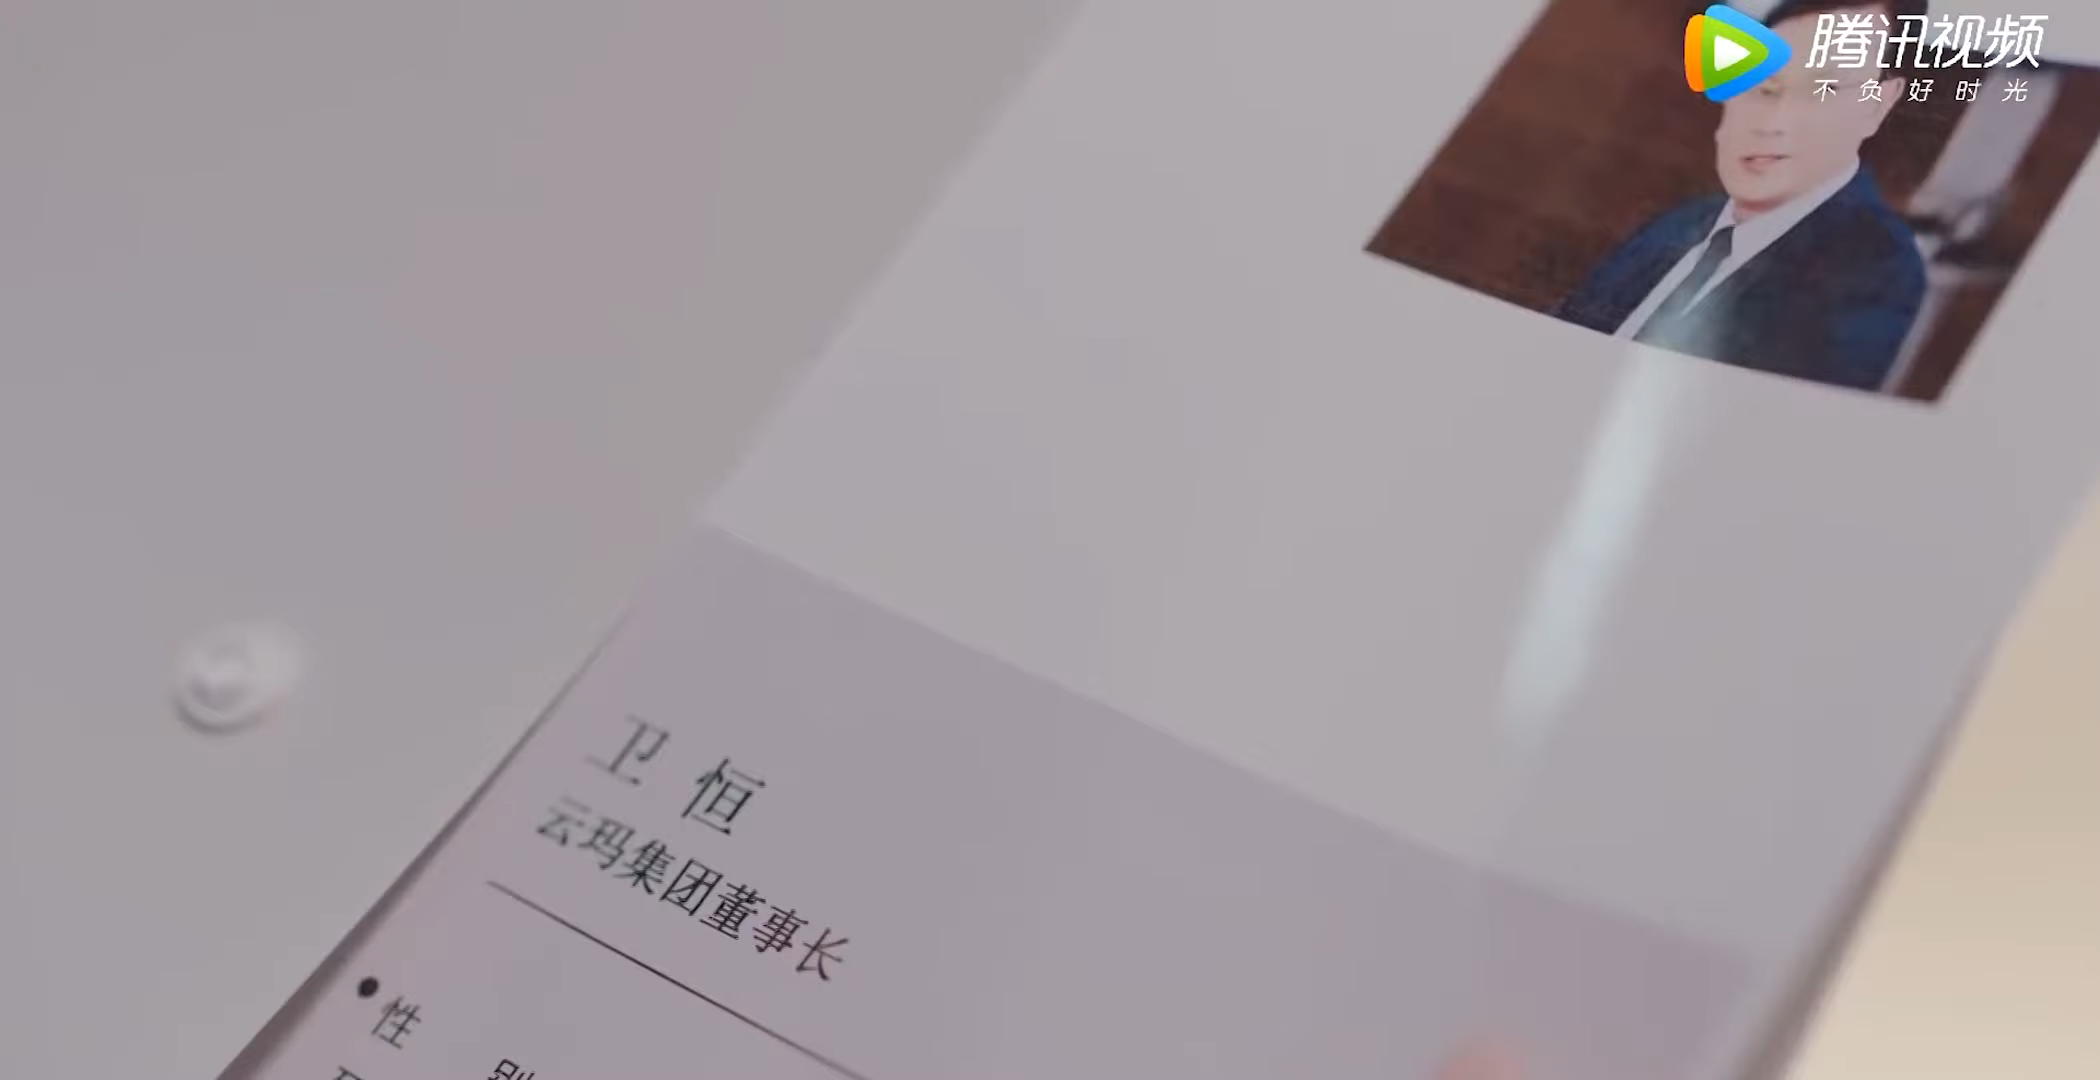 腾讯视频
不负好时光
卫恒
云玛集团董事长
性别